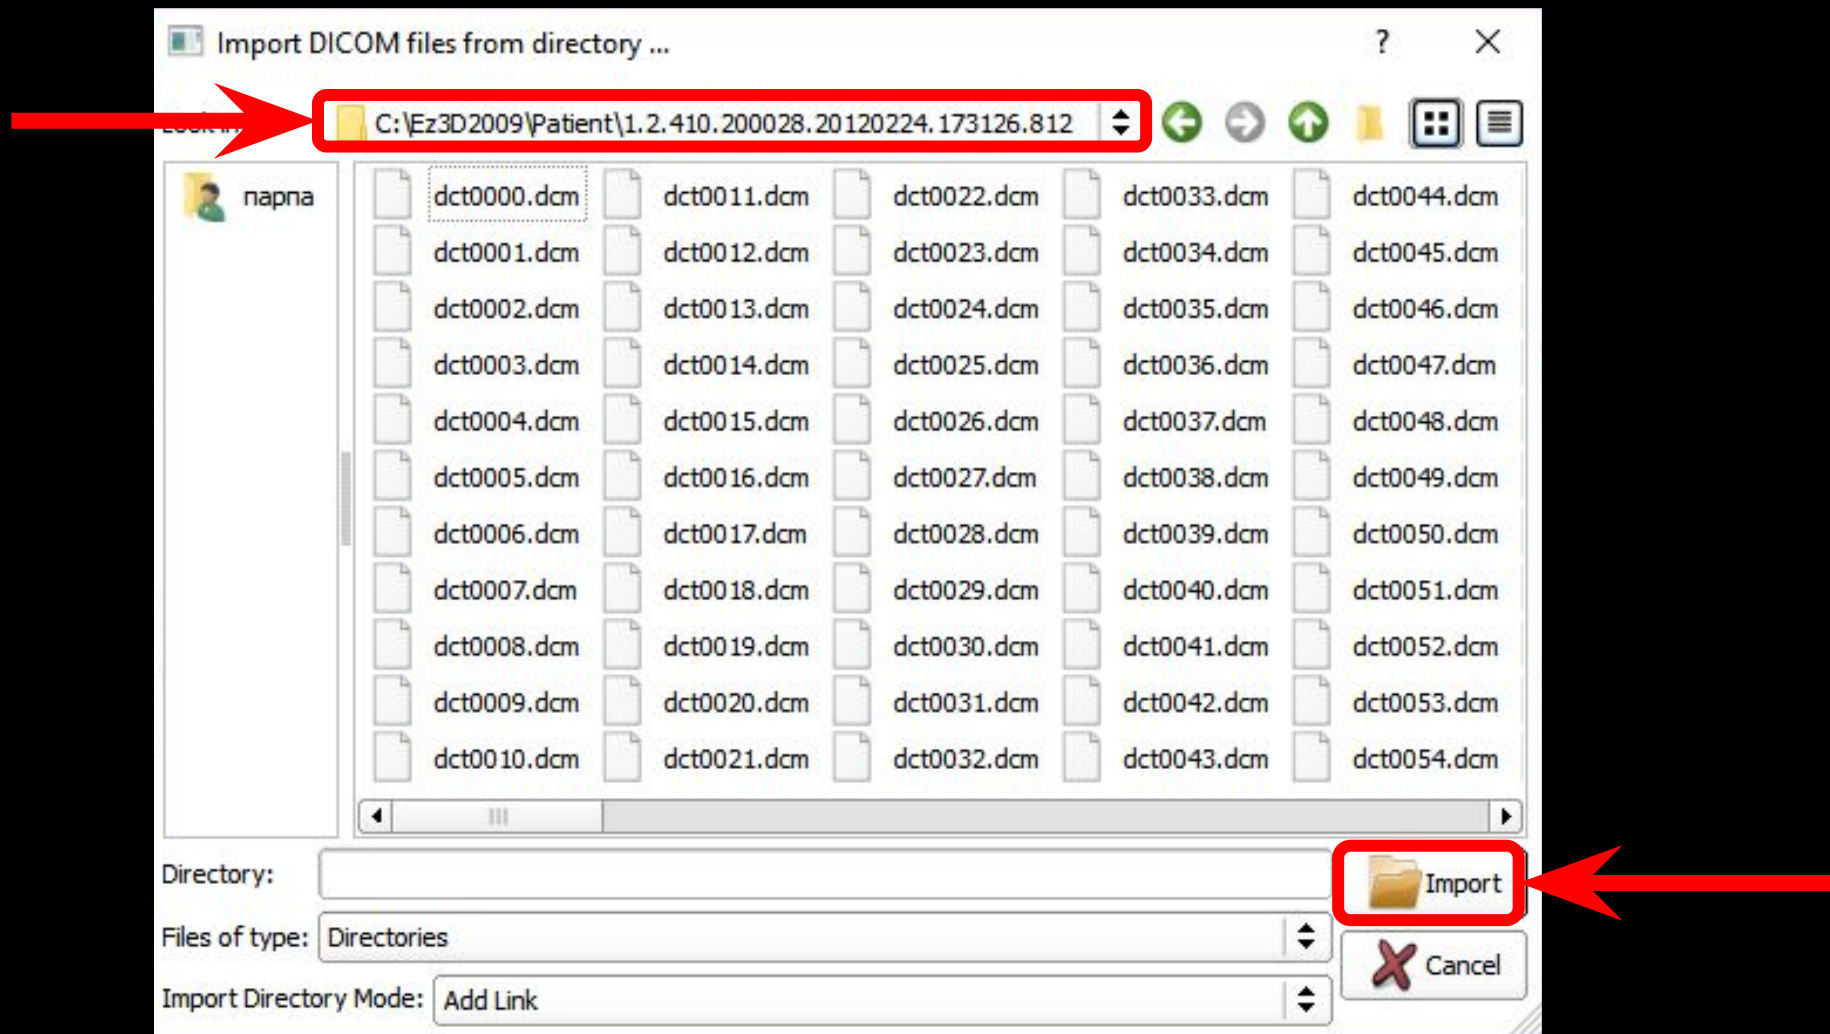 Import DICOM files from directory ...
?
C:\Ez3D2009\Patient\1.2.410.200028.20120224.173126.812
папка
dct0000.dcm dct0011.dcm dct0022.dcm dct0033.dcm dct0044.dcm
dct0001.dcm dct0012.dcm dct0023.dcm dct0034.dcm dct0045.dcm
dct0002.dcm dct0013.dcm dct0024.dcm dct0035.dcm dct0046.dcm
dct0003.dcm dct0014.dcm dct0025.dcm dct0036.dcm dct0047.dcm
dct0004.dcm dct0015.dcm dct0026.dcm dct0037.dcm dct0048.dcm
dct0005.dcm dct0016.dcm dct0027.dcm dct0038.dcm dct0049.dcm
dct0006.dcm dct0017.dcm dct0028.dcm dct0039.dcm dct0050.dcm
dct0007.dcm dct0018.dcm dct0029.dcm dct0040.dcm dct0051.dcm
dct0008.dcm dct0019.dcm dct0030.dcm dct0041.dcm dct0052.dcm
dct0009.dcm dct0020.dcm dct0031.dcm dct0042.dcm dct0053.dcm
dct0010.dcm dct0021.dcm dct0032.dcm dct0043.dcm dct0054.dcm
Directory:
Import
Files of type: Directories
Cancel
Import Directory Mode: Add Link